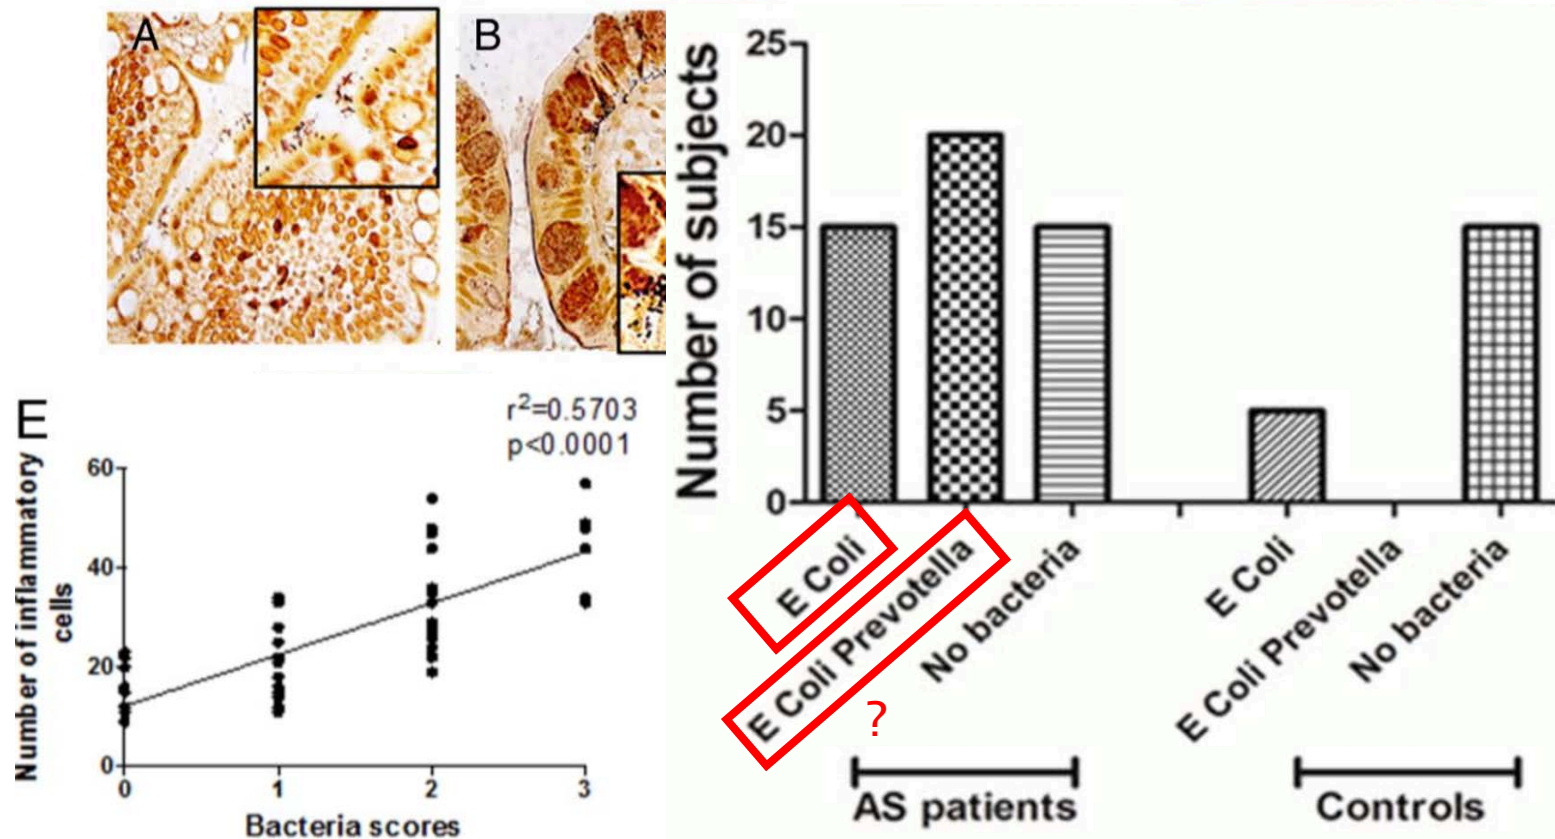 A
B
E
r²=0.5703
p<0.0001
Number of inflammatory
cells
60
40
20
0
0 1 2 3
Bacteria scores
Number of subjects
25
20
15
10
5
0
E Coli
E Coli Prevotella
No bacteria
E Coli
E Coli Prevotella
No bacteria
?
AS patients
Controls